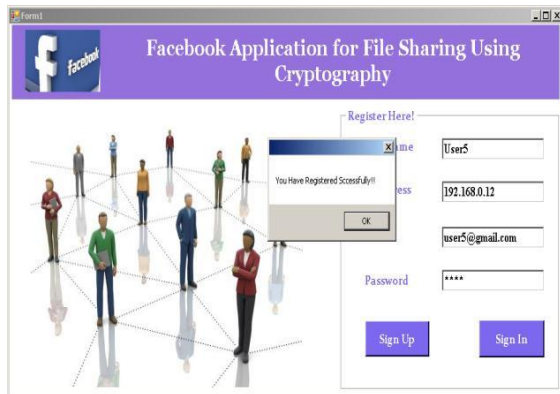 Form1
facebook
Facebook Application for File Sharing Using
Cryptography
Register Here!
me
User5
You Have Registered Sccessfully!!!
ress
192.168.0.12
OK
user5@gmail.com
Password
****
Sign Up
Sign In